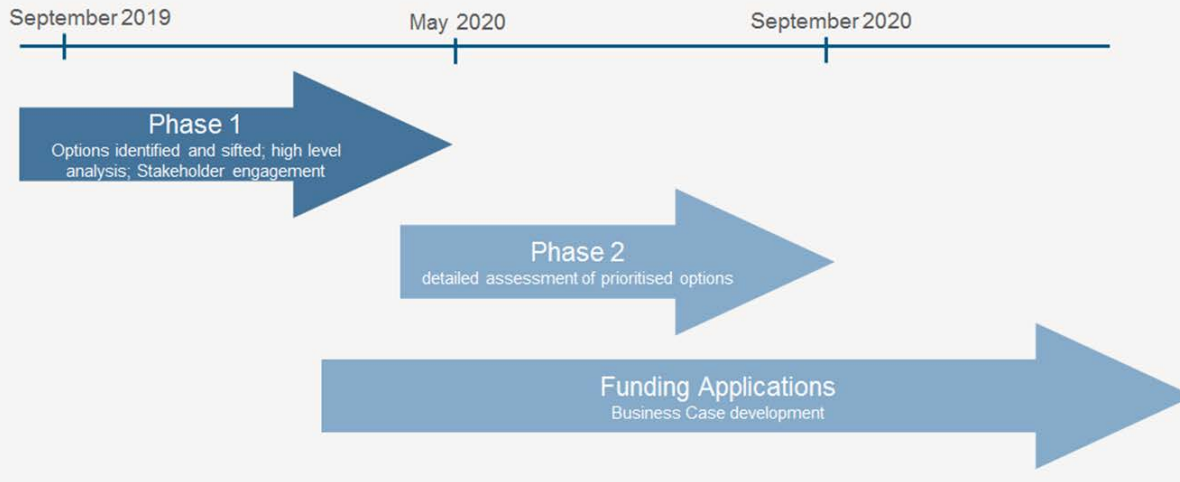 September 2019
May 2020
September 2020
Phase 1
Options identified and sifted; high level
analysis; Stakeholder engagement
Phase 2
detailed assessment of prioritised options
Funding Applications
Business Case development